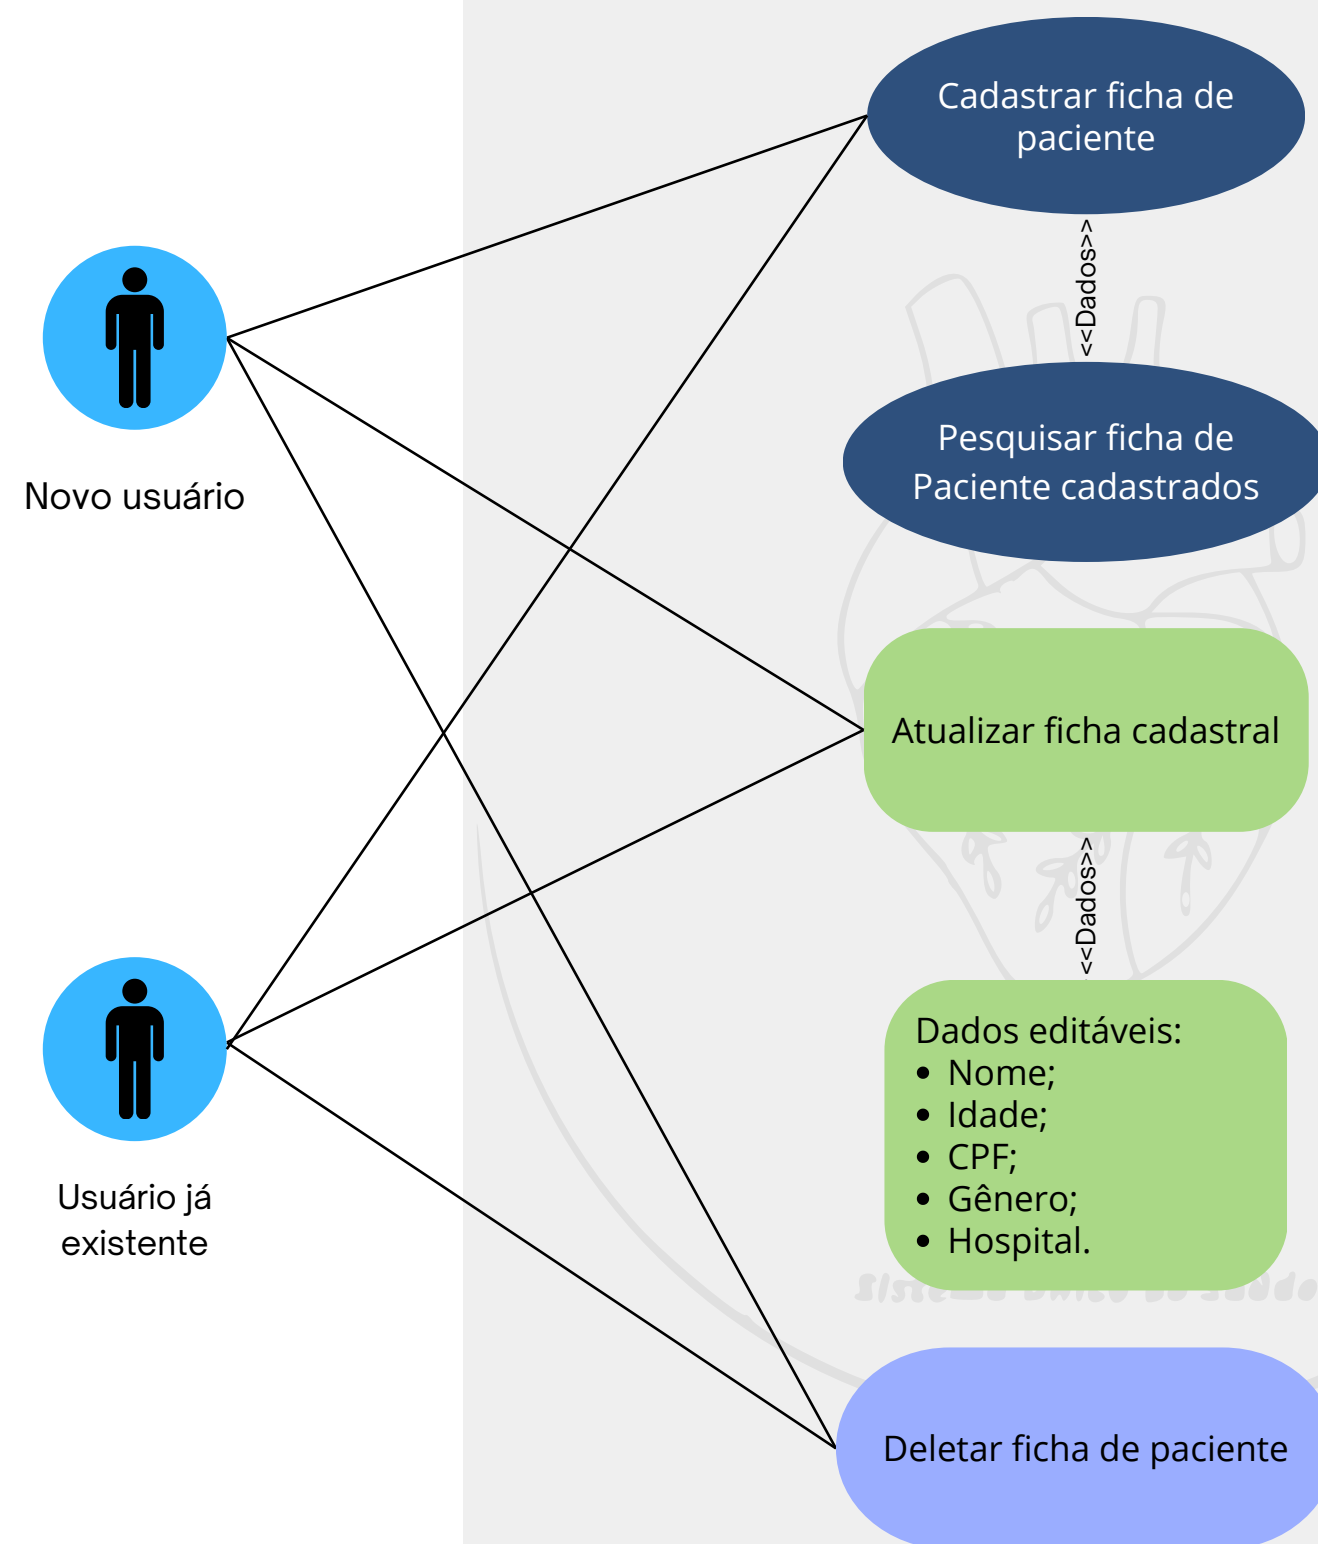 Cadastrar ficha de
paciente
<<Dados>>
Novo usuário
Pesquisar ficha de
Paciente cadastrados
Atualizar ficha cadastral
<<Dados>>
Dados editáveis:
• Nome;
• Idade;
• CPF;
• Gênero;
• Hospital.
Usuário já
existente
Deletar ficha de paciente